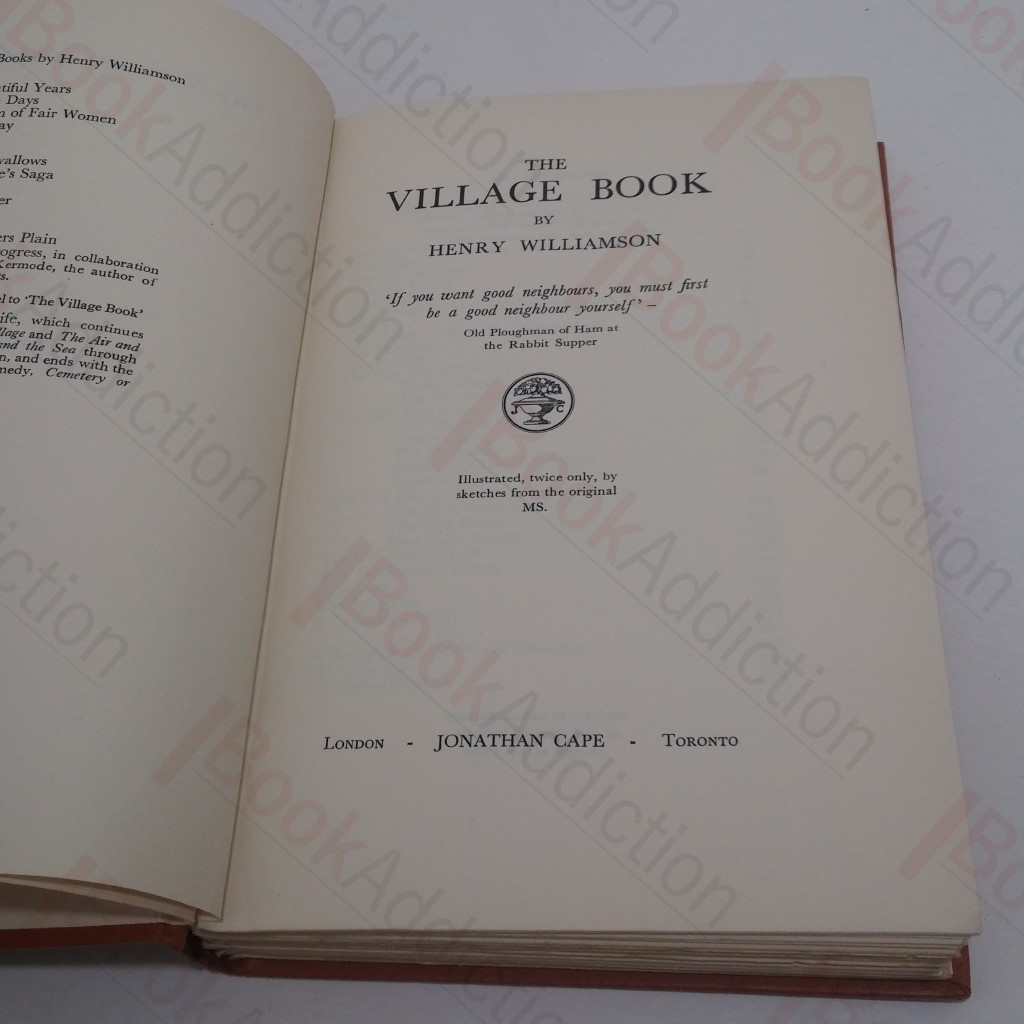 Books by Henry Williamson
tiful Years
Days
of Fair Women
ay
wallows
e's Saga
er
ers Plain
ogress, in collaboration
Kermode, the author of
s.
el to 'The Village Book'
ife, which continues
llage and The Air and
and the Sea through
n, and ends with the
medy, Cemetery or
THE
VILLAGE BOOK
BY
HENRY WILLIAMSON
'If you want good neighbours, you must first
be a good neighbour yourself' –
Old Ploughman of Ham at
the Rabbit Supper
J C
Illustrated, twice only, by
sketches from the original
MS.
LONDON - JONATHAN CAPE - TORONTO
BookAddiction